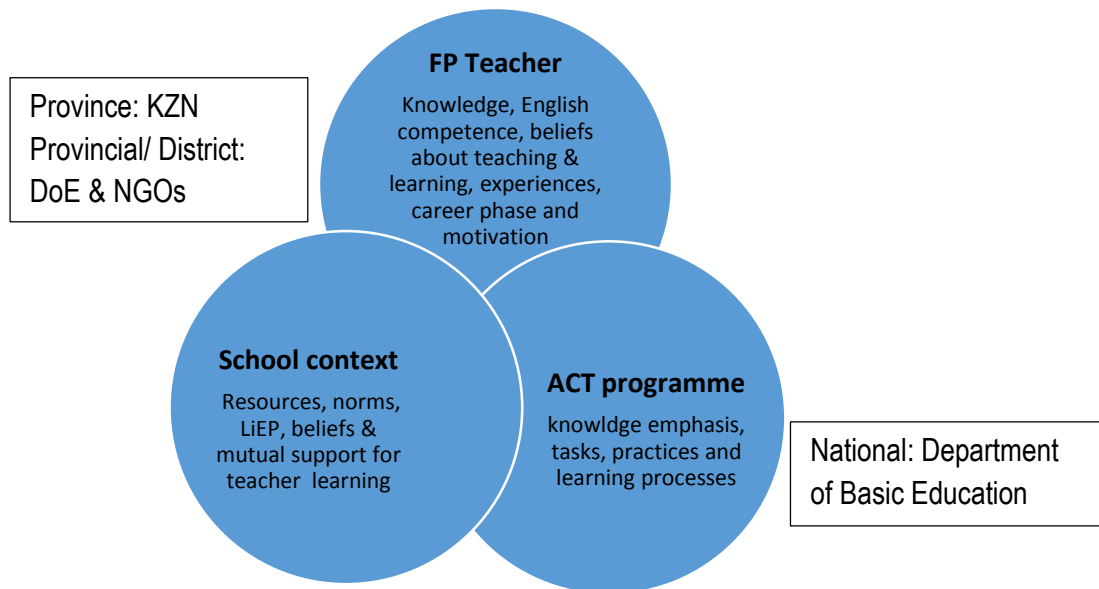 FP Teacher
Knowledge, English
competence, beliefs
about teaching &
learning, experiences,
career phase and
motivation
Province: KZN
Provincial/ District:
DoE & NGOs
School context
Resources, norms,
LiEP, beliefs &
mutual support for
teacher learning
ACT programme
knowldge emphasis,
tasks, practices and
learning processes
National: Department
of Basic Education